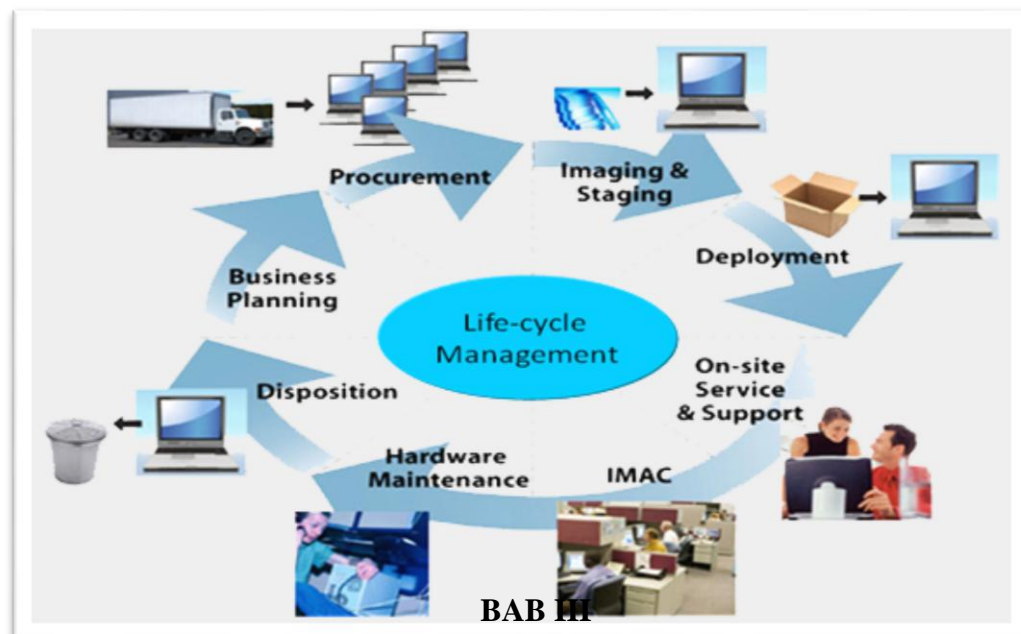 Procurement
Imaging &
Staging
Deployment
Business
Planning
Life-cycle
Management
On-site
Service
& Support
Disposition
Hardware
Maintenance
IMAC
BAB III